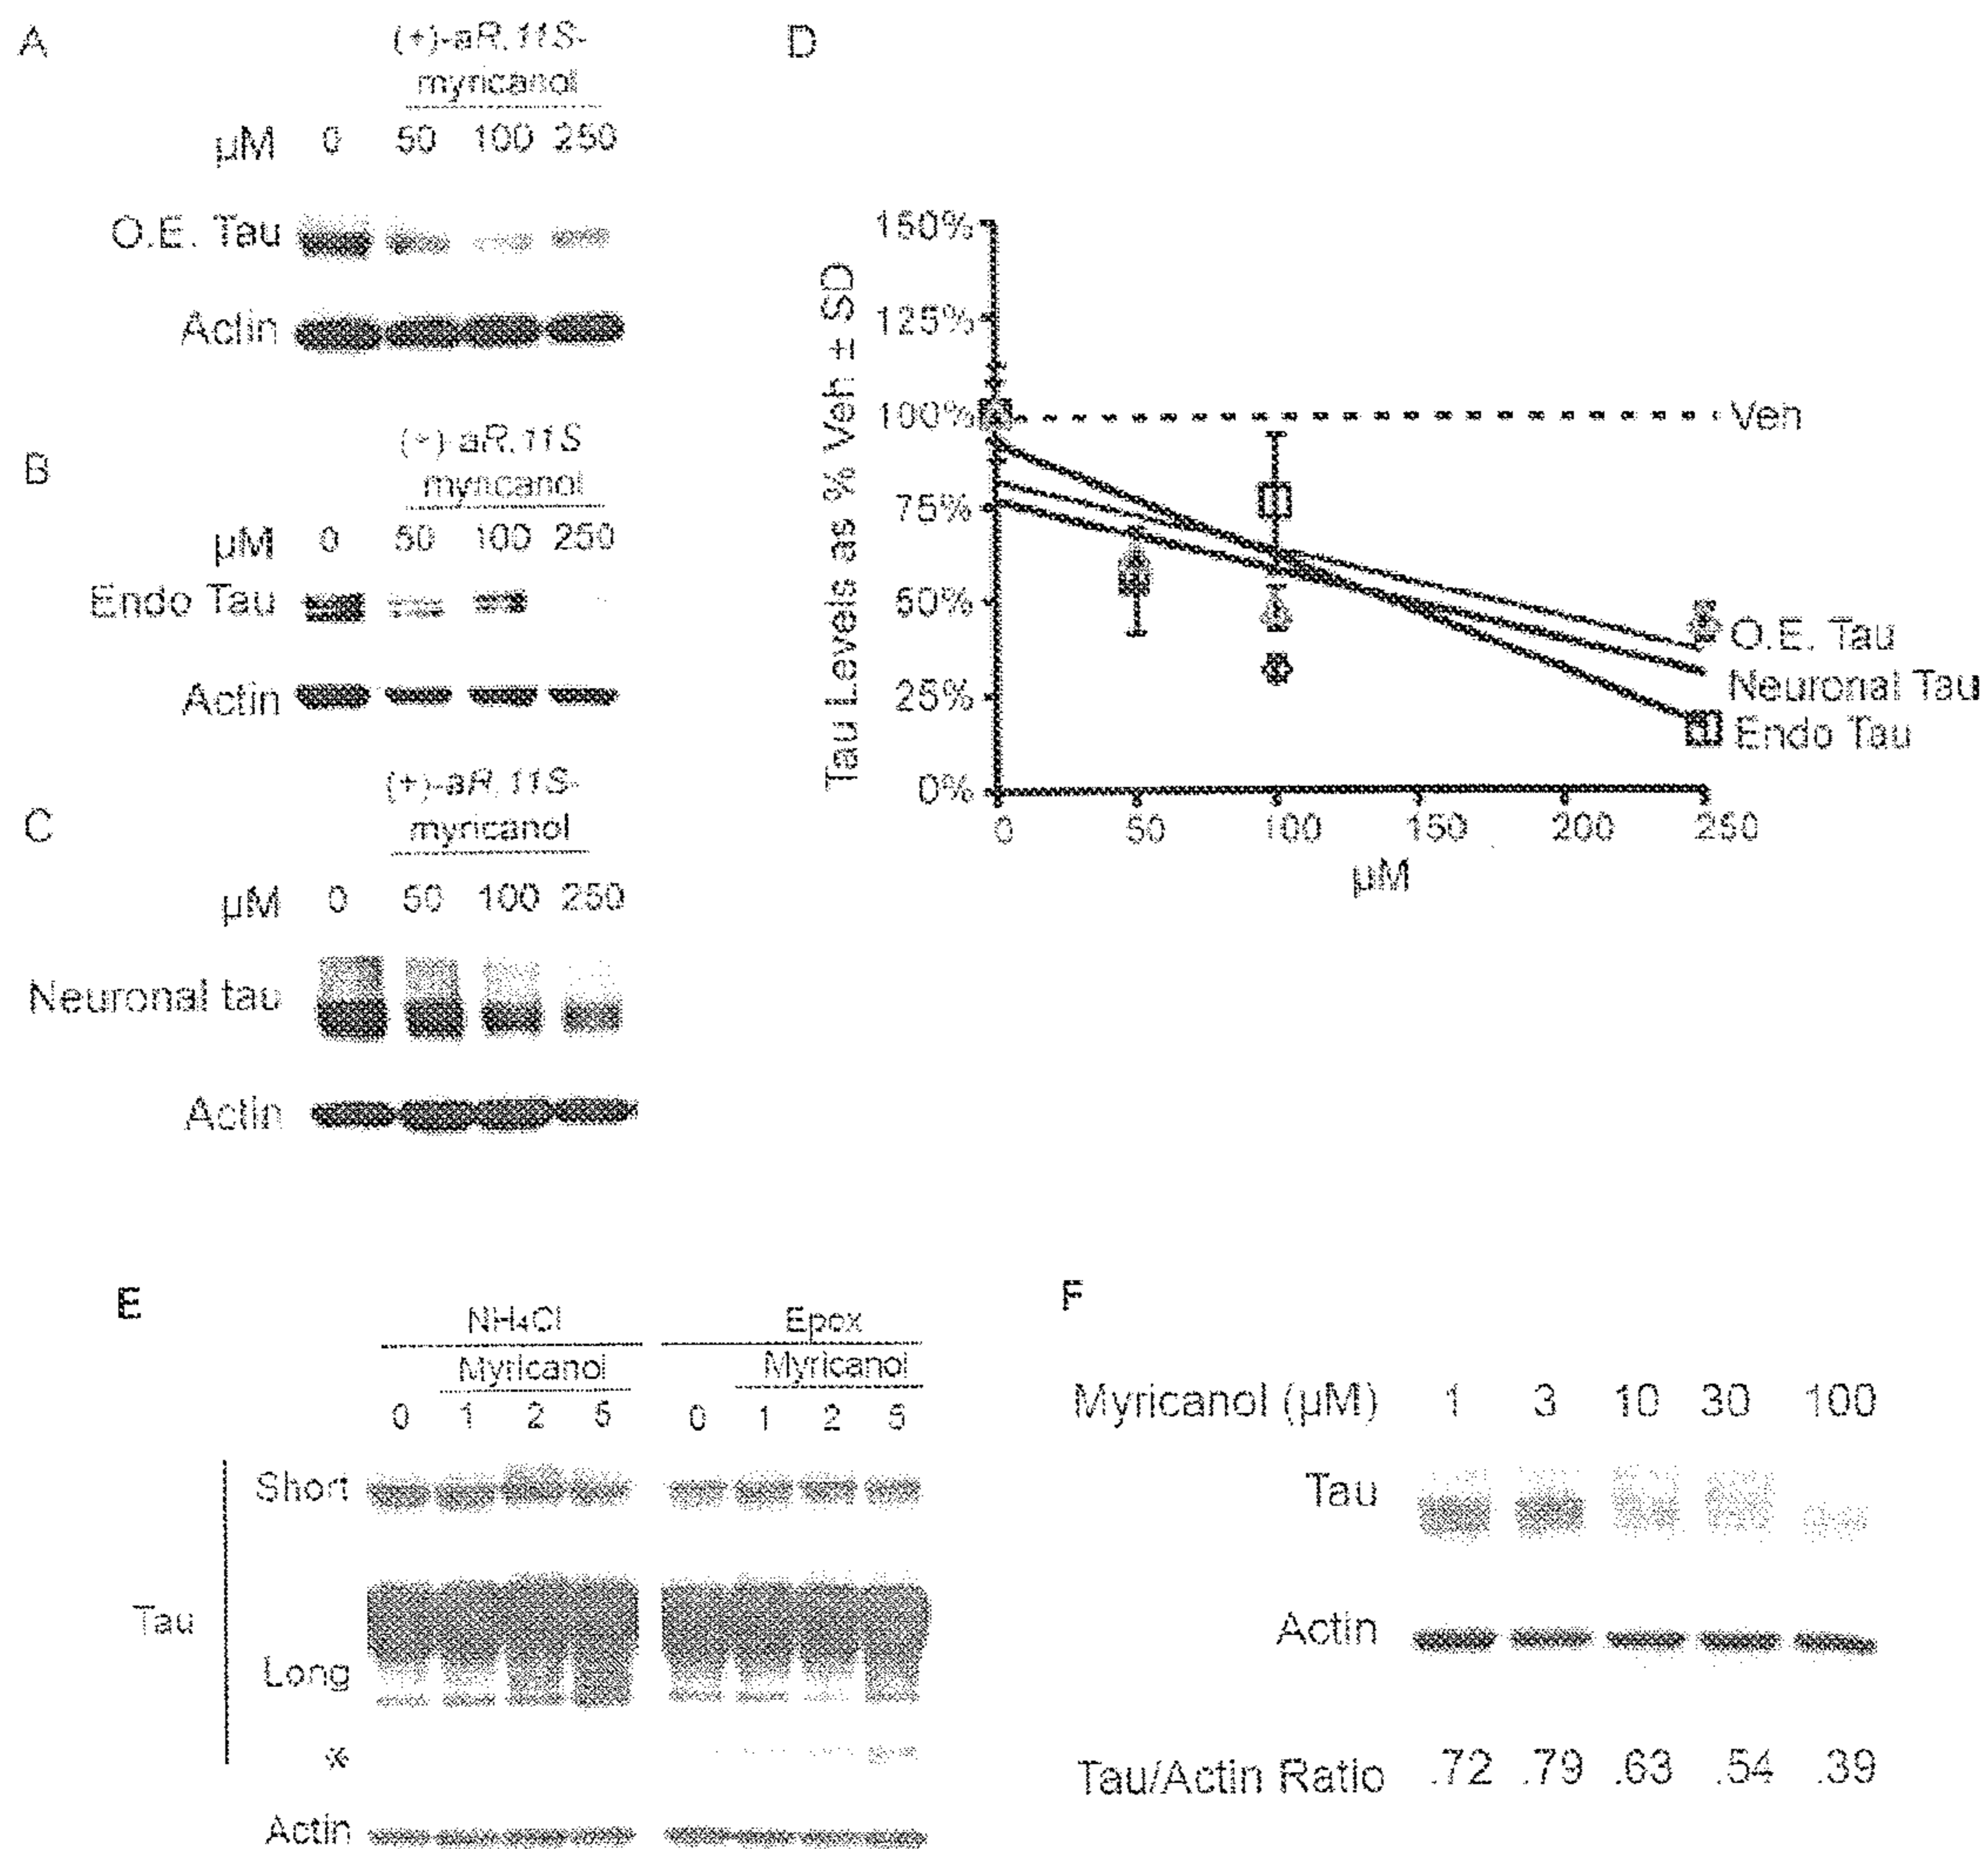 A
(+)-aR,11S-
myricanol
µM 0 50 100 250
O.E. Tau
Actin
B
(+)-aR,11S
myricanol
µM 0 50 100 250
Endo Tau
Actin
C
(+)-aR,11S-
myricanol
µM 0 50 100 250
Neuronal tau
Actin
D
Tau Levels as % Veh ± SD
150%
125%
100%
75%
50%
25%
0%
0 50 100 150 200 250
µM
Veh
O.E. Tau
Neuronal Tau
Endo Tau
E
NH₄Cl Epox
Myricanol Myricanol
0 1 2 5 0 1 2 5
Tau
Short
Long
*
Actin
F
Myricanol (µM) 1 3 10 30 100
Tau
Actin
Tau/Actin Ratio .72 .79 .63 .54 .39